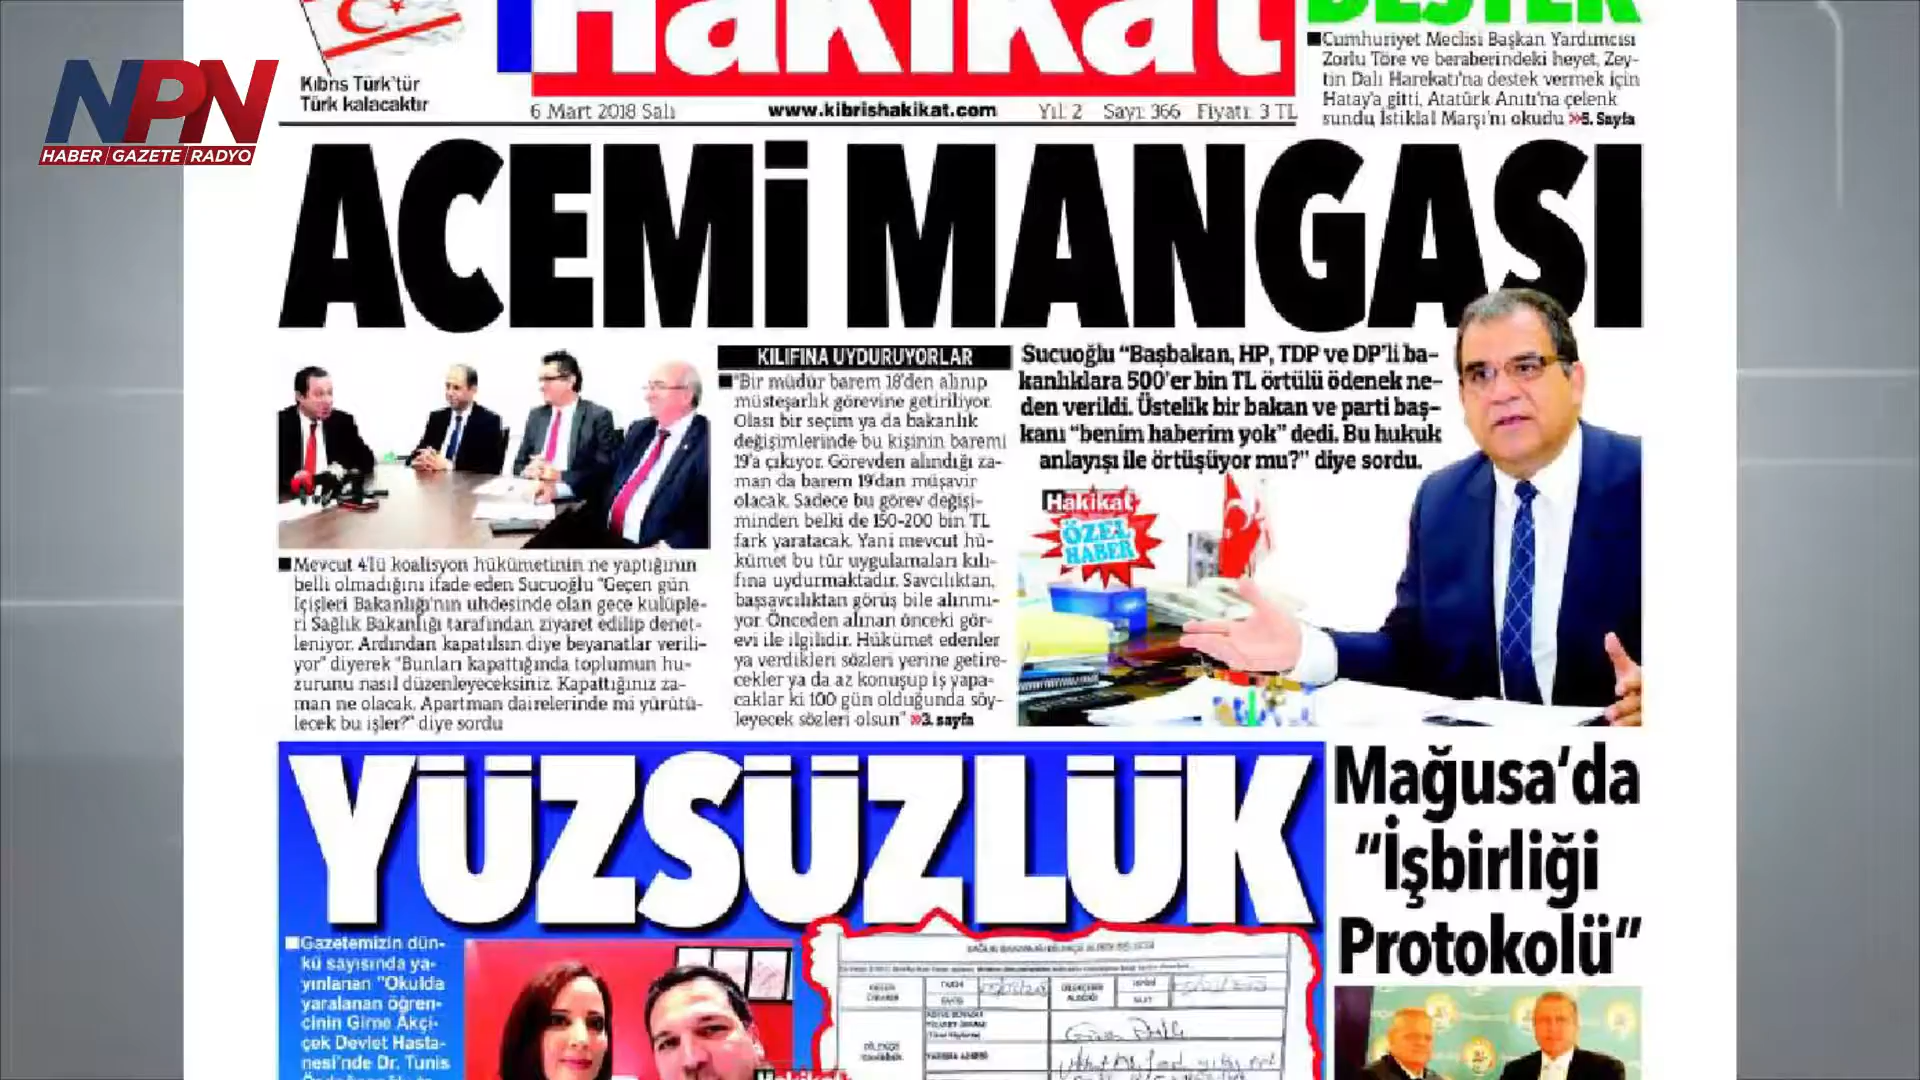 NPN
HABER GAZETE RADYO
Kıbrıs Türk'tür
Türk kalacaktır
Hakikat
DESTEK
■Cumhuriyet Meclisi Başkan Yardımcısı
Zorlu Töre ve beraberindeki heyet, Zey-
tin Dalı Harekatı'na destek vermek için
Hatay'a gitti, Atatürk Anıtı'na çelenk
sundu, İstiklal Marşı'nı okudu »5. Sayfa
6 Mart 2018 Salı www.kibrishakikat.com Yıl: 2 Sayı: 366 Fiyatı: 3 TL
ACEMİ MANGASI
■Mevcut 4'lü koalisyon hükümetinin ne yaptığının
belli olmadığını ifade eden Sucuoğlu "Geçen gün
İçişleri Bakanlığı'nın uhdesinde olan gece kulüple-
ri Sağlık Bakanlığı tarafından ziyaret edilip denet-
leniyor. Ardından kapatılsın diye beyanatlar verili-
yor" diyerek "Bunları kapattığında toplumun hu-
zurunu nasıl düzenleyeceksiniz. Kapattığınız za-
man ne olacak. Apartman dairelerinde mi yürütü-
lecek bu işler?" diye sordu
KILIFINA UYDURUYORLAR
■"Bir müdür barem 18'den alınıp
müsteşarlık görevine getiriliyor.
Olası bir seçim ya da bakanlık
değişimlerinde bu kişinin baremi
19'a çıkıyor. Görevden alındığı za-
man da barem 19'dan müşavir
olacak. Sadece bu görev değişi-
minden belki de 150-200 bin TL
fark yaratacak. Yani mevcut hü-
kümet bu tür uygulamaları kılı-
fına uydurmaktadır. Savcılıktan,
başsavcılıktan görüş bile alınmı-
yor. Önceden alınan önceki gör-
evi ile ilgilidir. Hükümet edenler
ya verdikleri sözleri yerine getire-
cekler ya da az konuşup iş yapa-
caklar ki 100 gün olduğunda söy-
leyecek sözleri olsun" »3. sayfa
Sucuoğlu "Başbakan, HP, TDP ve DP'li ba-
kanlıklara 500'er bin TL örtülü ödenek ne-
den verildi. Üstelik bir bakan ve parti baş-
kanı "benim haberim yok" dedi. Bu hukuk
anlayışı ile örtüşüyor mu?" diye sordu.
Hakikat
ÖZEL
HABER
YÜZSÜZLÜK
■Gazetemizin dün-
kü sayısında ya-
yınlanan "Okulda
yaralanan öğren-
cinin Girne Akçi-
çek Devlet Hasta-
nesi'nde Dr. Tunis
Hakikat
Mağusa'da
"İşbirliği
Protokolü"